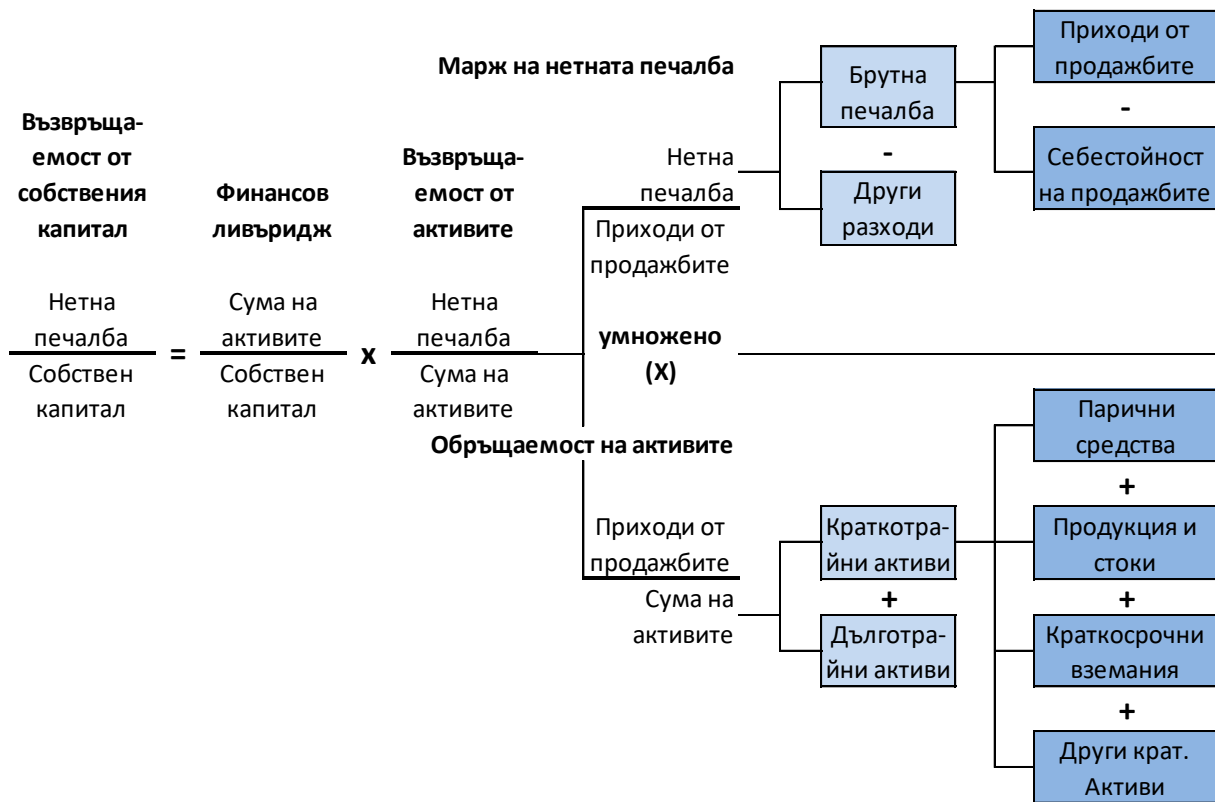 Възвръща-
емост от
собствения
капитал
Нетна
печалба
Собствен
капитал
=
Финансов
ливъридж
Сума на
активите
Собствен
капитал
x
Възвръща-
емост от
активите
Нетна
печалба
Сума на
активите
Марж на нетната печалба
Нетна
печалба
Приходи от
продажбите
Брутна
печалба
-
Други
разходи
Приходи от
продажбите
-
Себестойност
на продажбите
умножено
(X)
Обръщаемост на активите
Приходи от
продажбите
Сума на
активите
Краткотра-
йни активи
+
Дълготра-
йни активи
Парични
средства
+
Продукция и
стоки
+
Краткосрочни
вземания
+
Други крат.
Активи